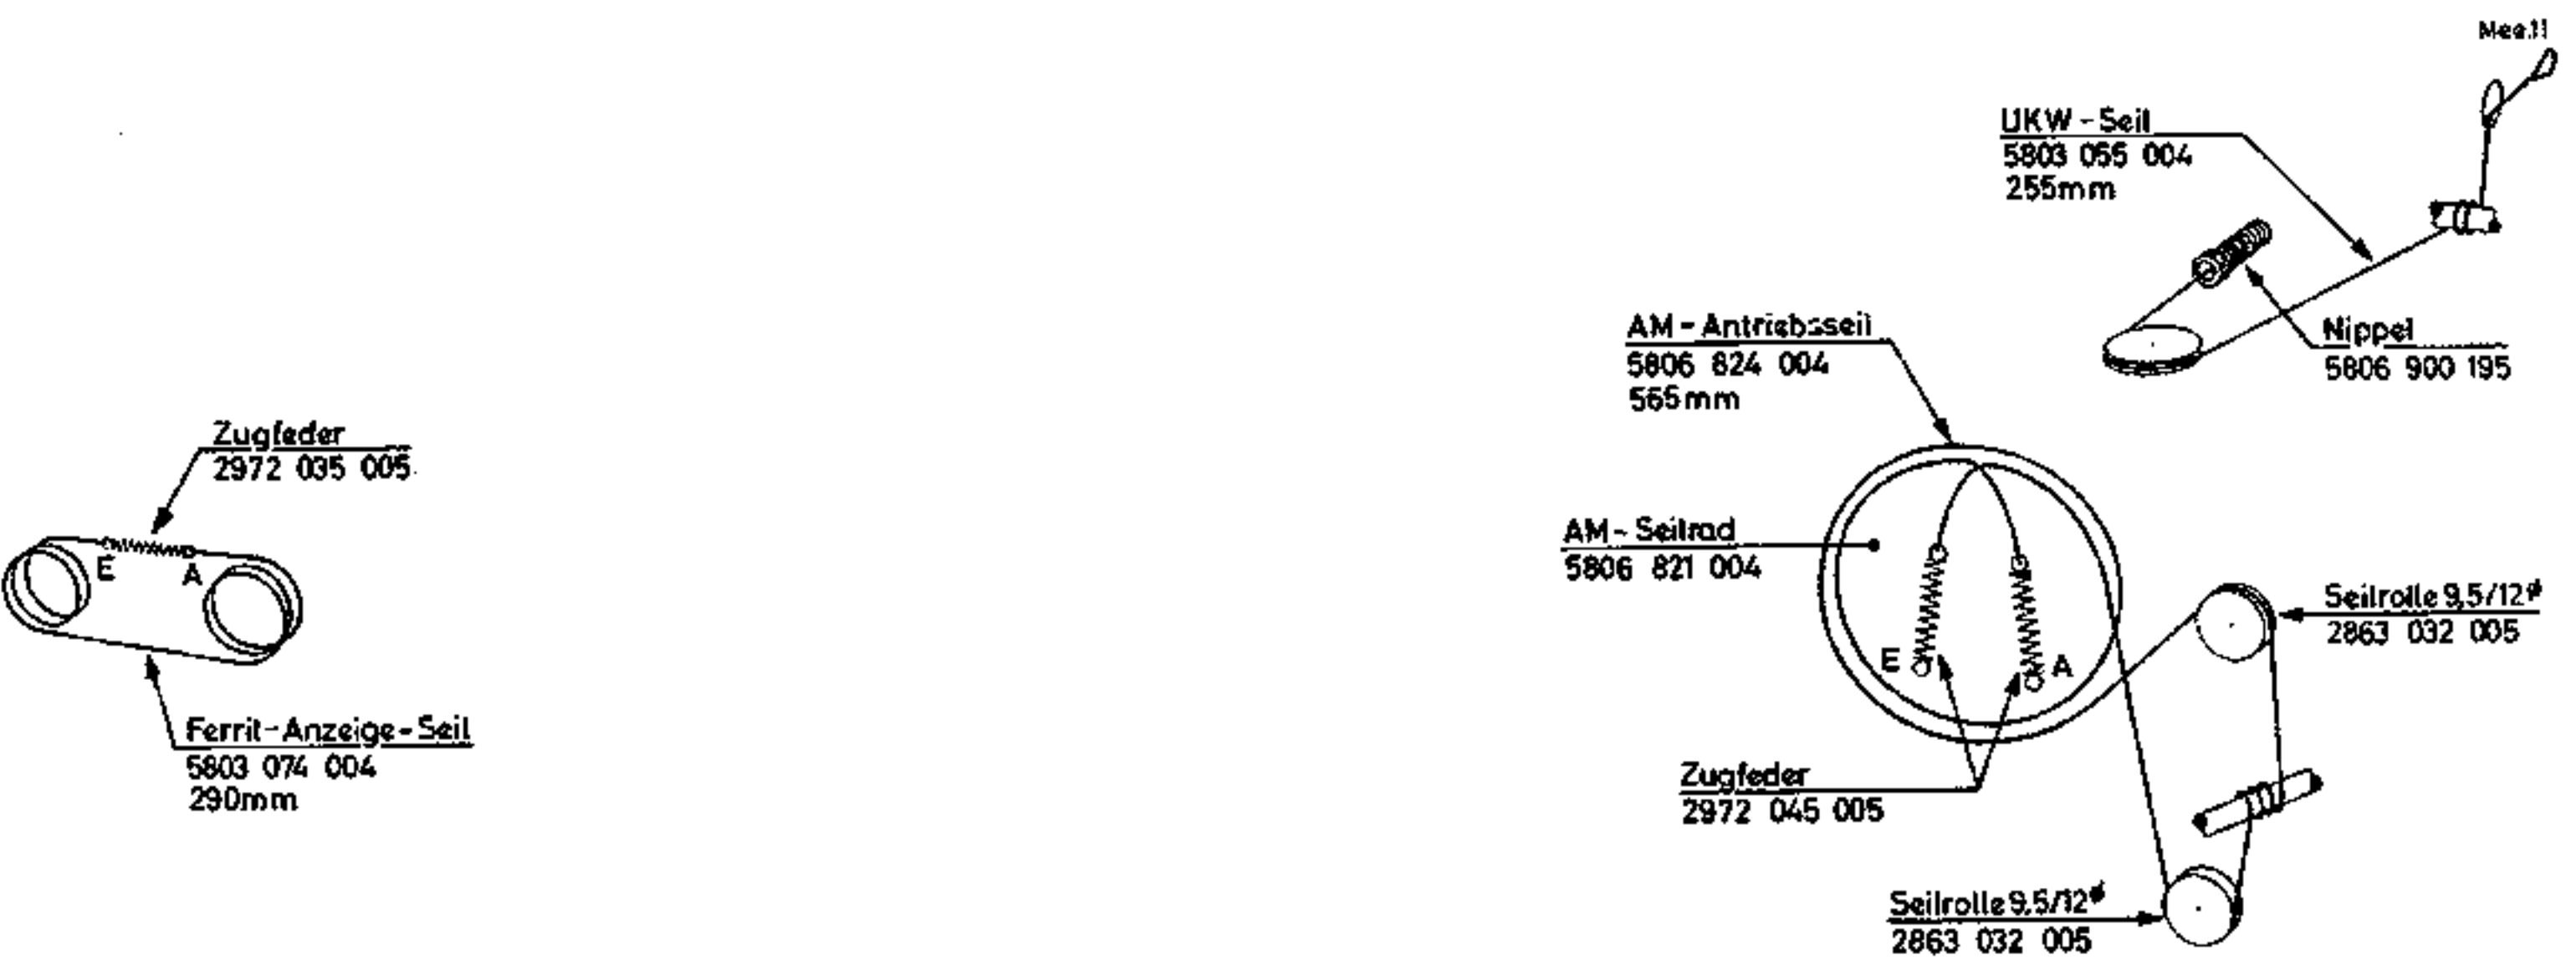 UKW-Seil
5803 055 004
255mm
Nippel
5806 900 195
AM-Antriebsseil
5806 824 004
565mm
Zugfeder
2972 035 005
E
A
Ferrit-Anzeige-Seil
5803 074 004
290mm
AM-Seilrad
5806 821 004
E
A
Seilrolle 9,5/12ø
2863 032 005
Zugfeder
2972 045 005
Seilrolle 9,5/12ø
2863 032 005